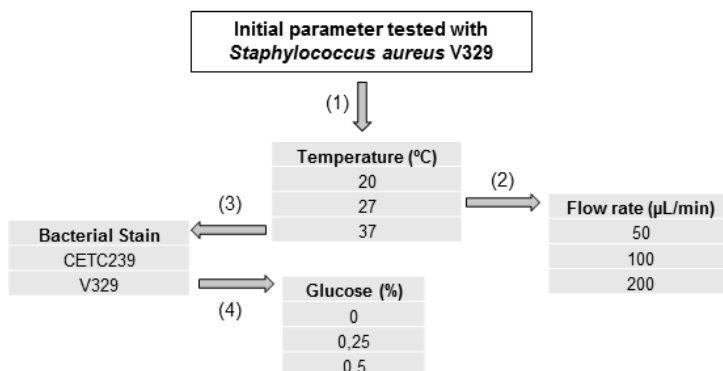 Initial parameter tested with
Staphylococcus aureus V329
(1)
Temperature (ºC)
20
27
37
(2)
Flow rate (µL/min)
50
100
200
(3)
Bacterial Stain
CETC239
V329
(4)
Glucose (%)
0
0,25
0,5